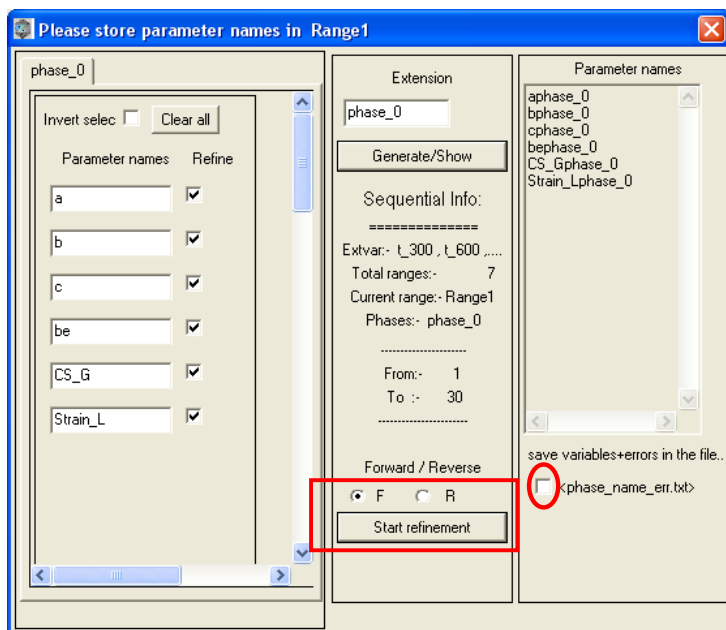 Please store parameter names in Range1
phase_0
Invert selec
Clear all
Parameter names Refine
a
b
c
be
CS_G
Strain_L
Extension
phase_0
Generate/Show
Sequential Info:
==============
Extvar:- t_300 , t_600 ,....
Total ranges:- 7
Current range:- Range1
Phases:- phase_0
----------------------
From:- 1
To :- 30
-----------------------
Forward / Reverse
F R
Start refinement
Parameter names
aphase_0
bphase_0
cphase_0
bephase_0
CS_Gphase_0
Strain_Lphase_0
save variables+errors in the file..
<phase_name_err.txt>